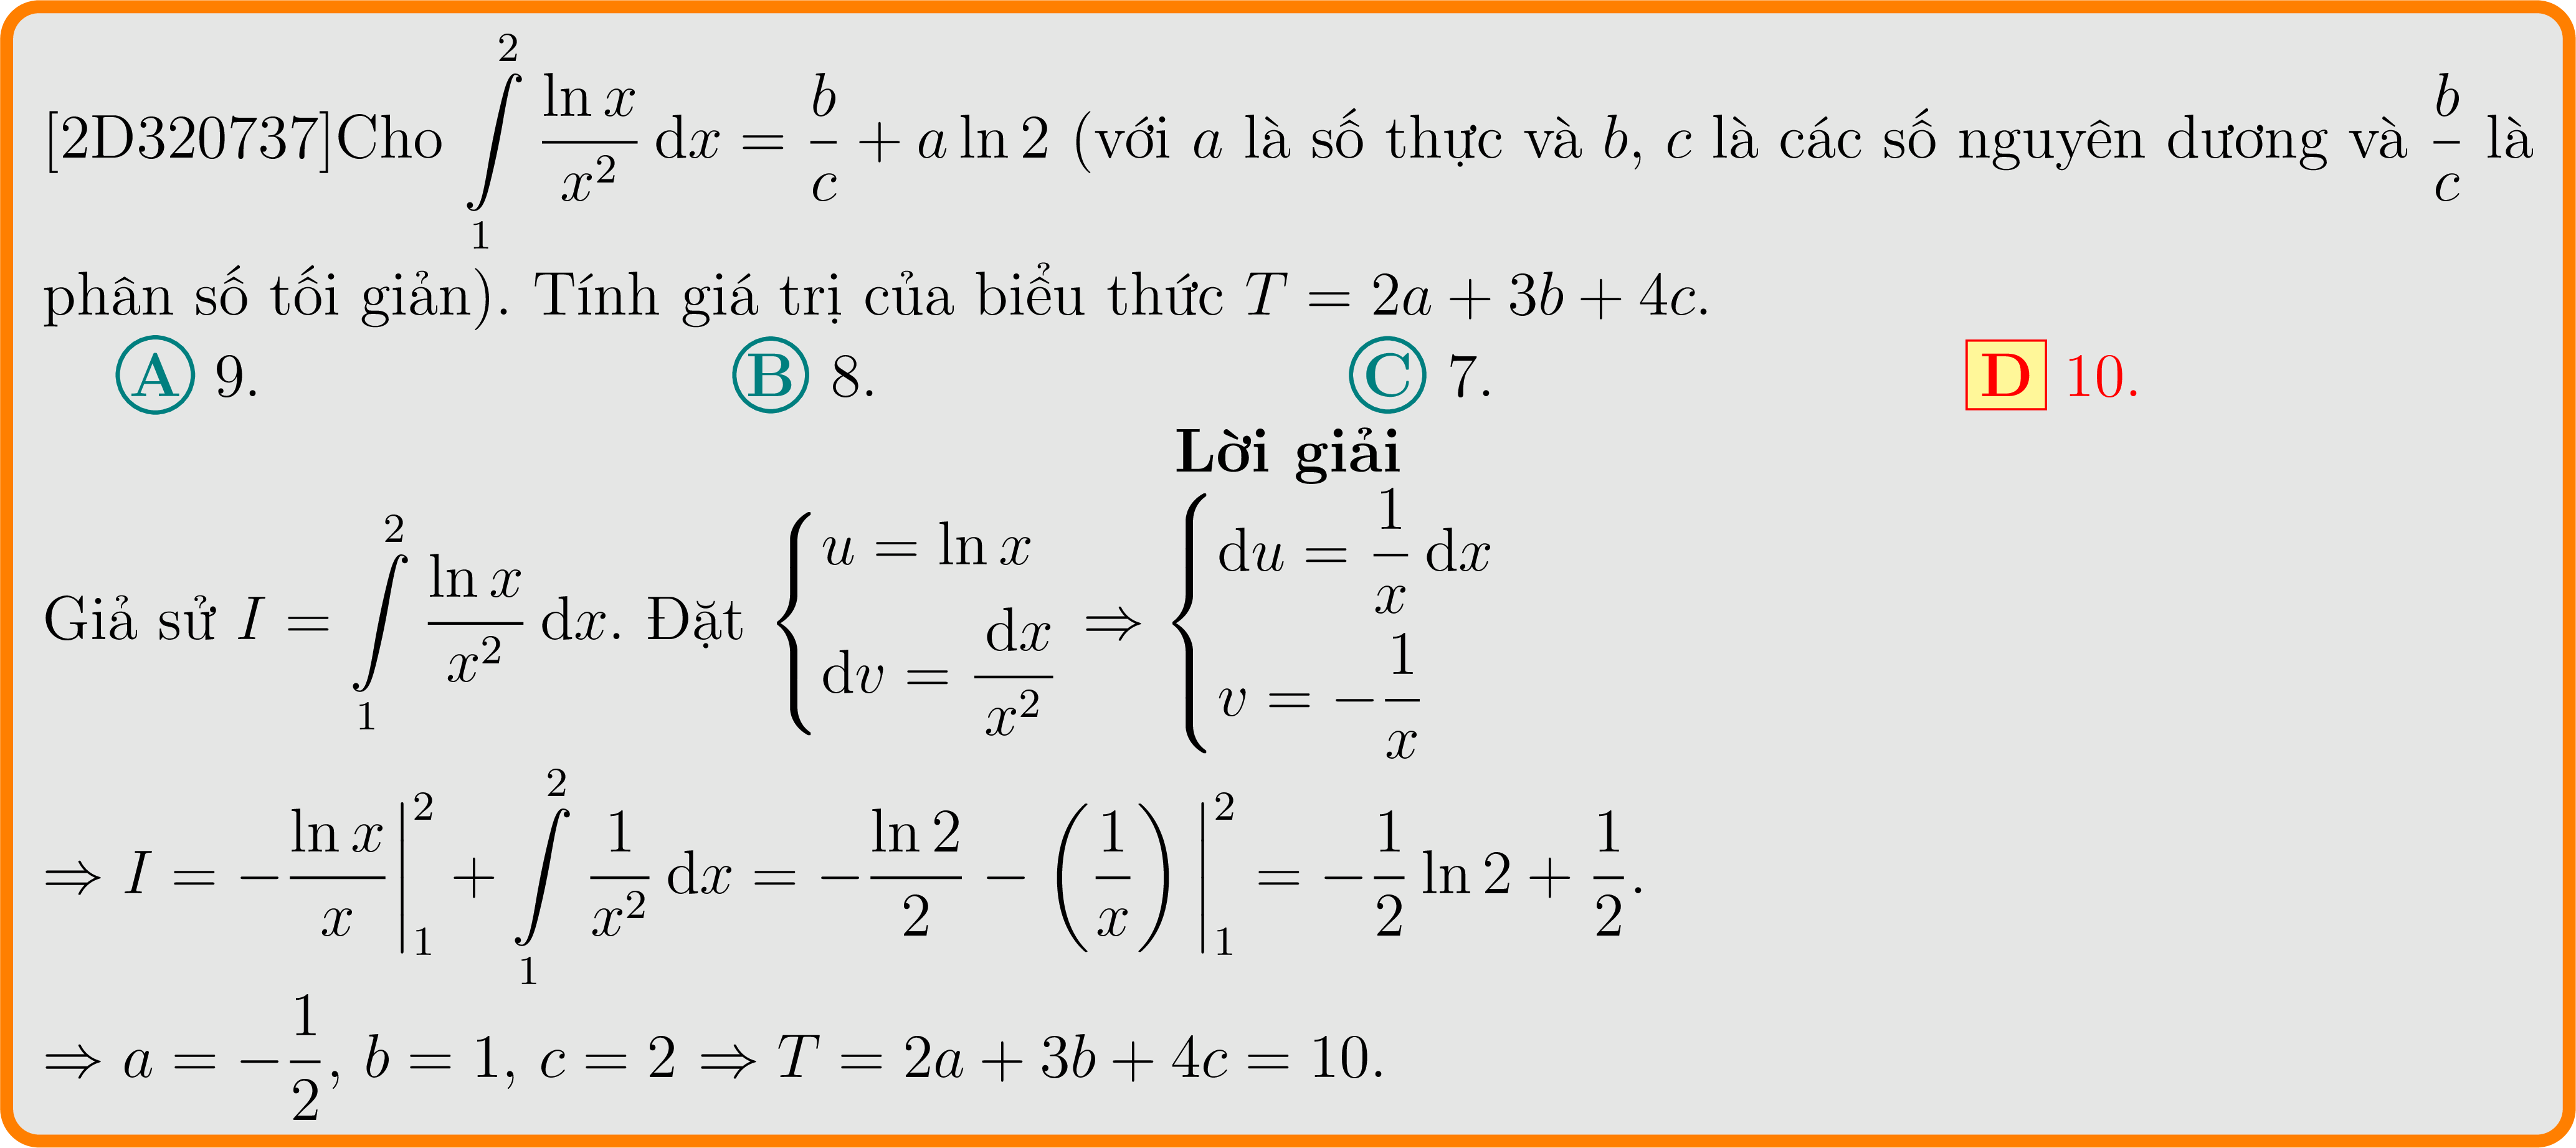 [2D320737]Cho $\int\limits_1^2 \frac{\ln x}{x^2} \, \mathrm{d}x = \frac{b}{c} + a \ln 2$ (với $a$ là số thực và $b$, $c$ là các số nguyên dương và $\frac{b}{c}$ là
phân số tối giản). Tính giá trị của biểu thức $T = 2a + 3b + 4c$.
A 9. B 8. C 7. D 10.
Lời giải
Giả sử $I = \int\limits_1^2 \frac{\ln x}{x^2} \, \mathrm{d}x$. Đặt $\begin{cases} u = \ln x \\ \mathrm{d}v = \frac{\mathrm{d}x}{x^2} \end{cases} \Rightarrow \begin{cases} \mathrm{d}u = \frac{1}{x} \, \mathrm{d}x \\ v = -\frac{1}{x} \end{cases}$
$\Rightarrow I = -\frac{\ln x}{x} \Big|_1^2 + \int\limits_1^2 \frac{1}{x^2} \, \mathrm{d}x = -\frac{\ln 2}{2} - \left( \frac{1}{x} \right) \Big|_1^2 = -\frac{1}{2} \ln 2 + \frac{1}{2}.$
$\Rightarrow a = -\frac{1}{2}, \, b = 1, \, c = 2 \Rightarrow T = 2a + 3b + 4c = 10.$